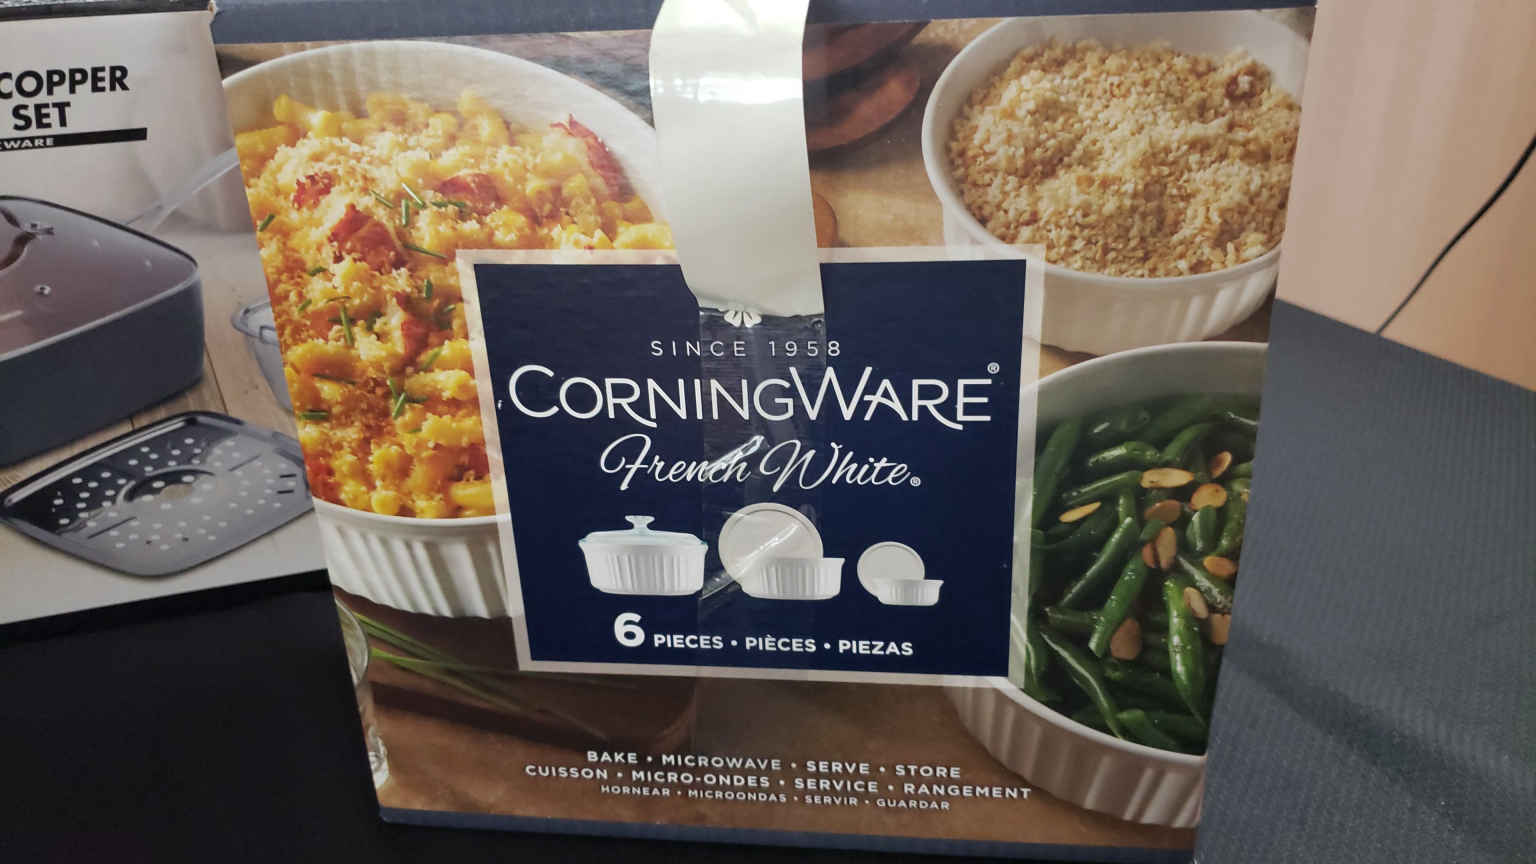 COPPER
SET
WARE
SINCE 1958
CORNINGWARE®
French White®
6 PIECES • PIÈCES • PIEZAS
BAKE • MICROWAVE • SERVE • STORE
CUISSON • MICRO-ONDES • SERVICE • RANGEMENT
HORNEAR • MICROONDAS • SERVIR • GUARDAR